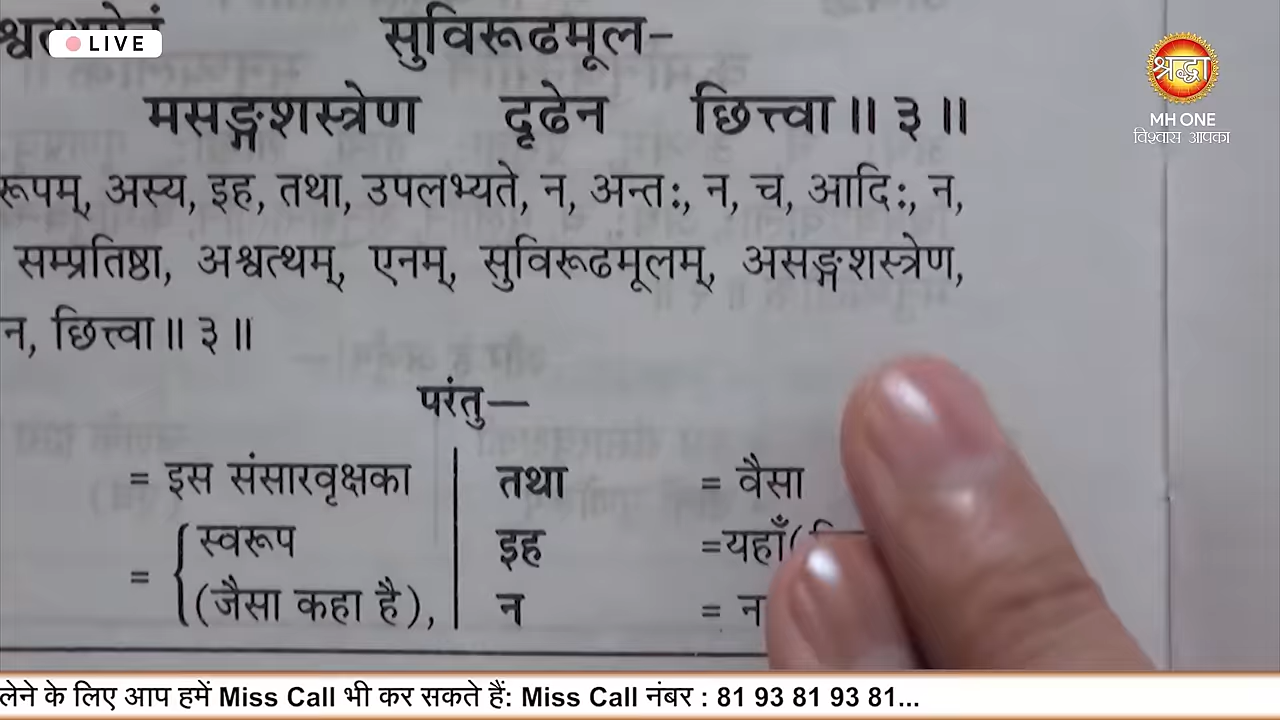 LIVE
सुविरूढमूल-
मसङ्गशस्त्रेण दृढेन छित्त्वा ॥ ३ ॥
रूपम्, अस्य, इह, तथा, उपलभ्यते, न, अन्तः, न, च, आदिः, न,
सम्प्रतिष्ठा, अश्वत्थम्, एनम्, सुविरूढमूलम्, असङ्गशस्त्रेण,
न, छित्त्वा ॥ ३ ॥
परंतु—
= इस संसारवृक्षका तथा = वैसा
= { स्वरूप इह =यहाँ(
(जैसा कहा है), न = न
श्रद्धा
MH ONE
विश्वास आपका
लेने के लिए आप हमें Miss Call भी कर सकते हैं: Miss Call नंबर : 81 93 81 93 81...